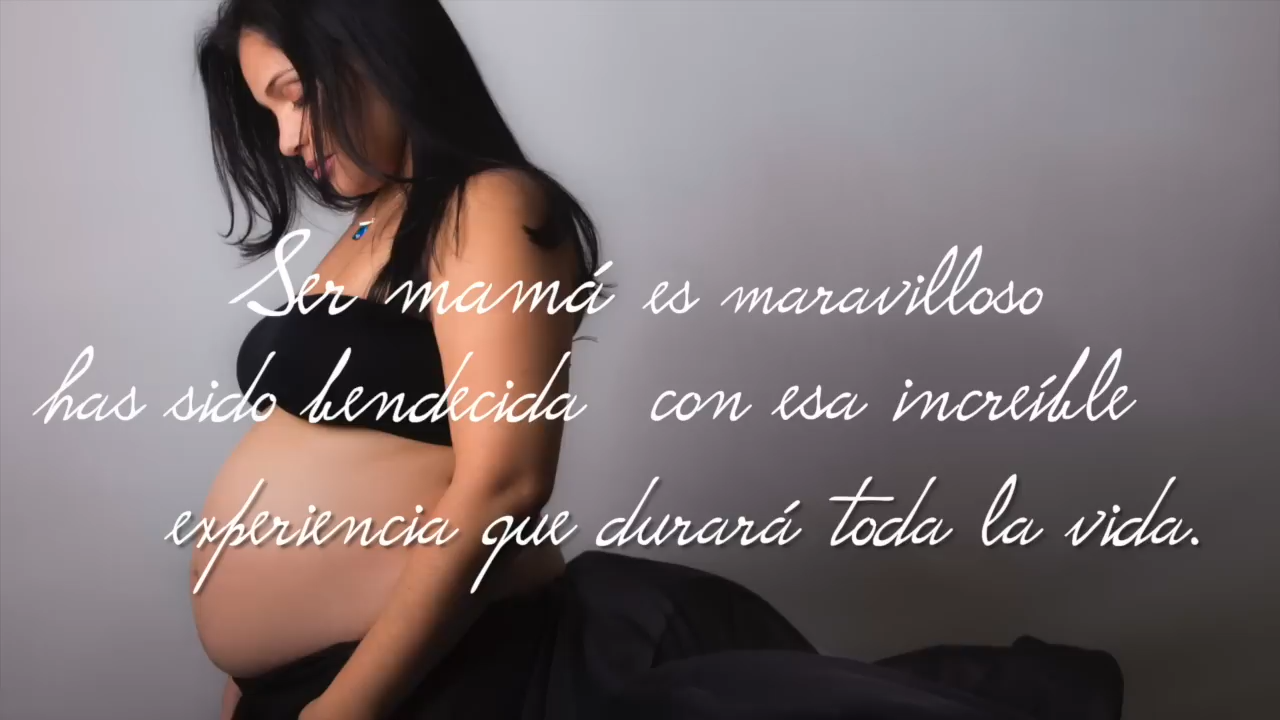 Ser mamá es maravilloso
has sido bendecida con esa increíble
experiencia que durará toda la vida.